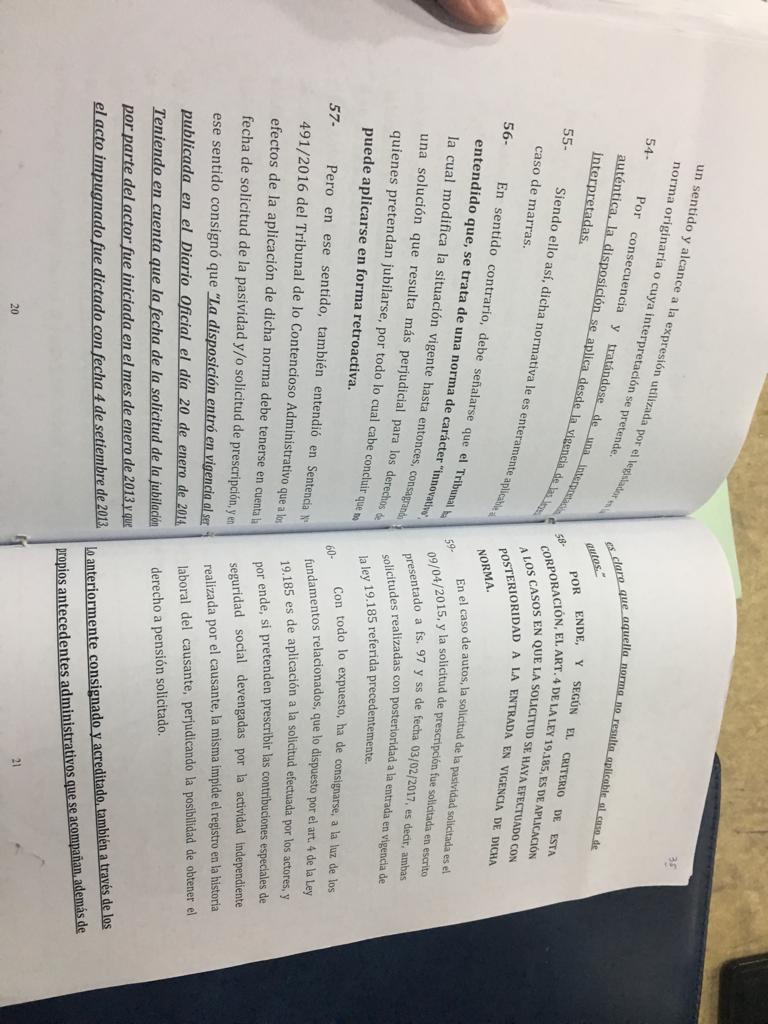 un sentido y alcance a la expresión utilizada por el legislador en la
norma originaria o cuya interpretación se pretende.
54- Por consecuencia y tratándose de una interpretación
auténtica, la disposición se aplica desde la vigencia de las leyes
interpretadas.
55- Siendo ello así, dicha normativa le es enteramente aplicable al
caso de marras.
56- En sentido contrario, debe señalarse que el Tribunal ha
entendido que, se trata de una norma de carácter "innovativo",
la cual modifica la situación vigente hasta entonces, consagrando
una solución que resulta más perjudicial para los derechos de
quienes pretendan jubilarse, por todo lo cual cabe concluir que no
puede aplicarse en forma retroactiva.
57- Pero en ese sentido, también entendió en Sentencia N°
491/2016 del Tribunal de lo Contencioso Administrativo que a los
efectos de la aplicación de dicha norma debe tenerse en cuenta la
fecha de solicitud de la pasividad y/o solicitud de prescripción, y en
ese sentido consignó que "La disposición entró en vigencia al ser
publicada en el Diario Oficial el día 20 de enero de 2014.
Teniendo en cuenta que la fecha de la solicitud de la jubilación
por parte del actor fue iniciada en el mes de enero de 2013 y que
el acto impugnado fue dictado con fecha 4 de setiembre de 2013,
20
35
es claro que aquella norma no resulta aplicable al caso de
autos."
58- POR ENDE, Y SEGÚN EL CRITERIO DE ESTA
CORPORACIÓN, EL ART. 4 DE LA LEY 19.185, ES DE APLICACIÓN
A LOS CASOS EN QUE LA SOLICITUD SE HAYA EFECTUADO CON
POSTERIORIDAD A LA ENTRADA EN VIGENCIA DE DICHA
NORMA.
59- En el caso de autos, la solicitud de la pasividad solicitada es el
09/04/2015, y la solicitud de prescripción fue solicitada en escrito
presentado a fs. 97 y ss de fecha 03/02/2017, es decir, ambas
solicitudes realizadas con posterioridad a la entrada en vigencia de
la ley 19.185 referida precedentemente.
60- Con todo lo expuesto, ha de consignarse, a la luz de los
fundamentos relacionados, que lo dispuesto por el art. 4 de la Ley
19.185 es de aplicación a la solicitud efectuada por los actores, y
por ende, si pretenden prescribir las contribuciones especiales de
seguridad social devengadas por la actividad independiente
realizada por el causante, la misma impide el registro en la historia
laboral del causante, perjudicando la posibilidad de obtener el
derecho a pensión solicitado.
Lo anteriormente consignado y acreditado, también a través de los
propios antecedentes administrativos que se acompañan, además de
21